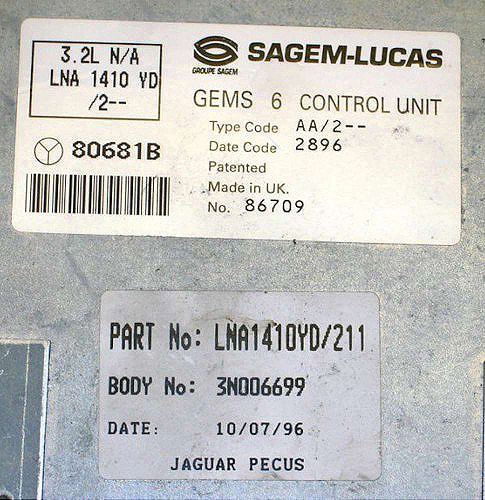 3.2L N/A
LNA 1410 YD
/2--
80681B
GROUPE SAGEM
SAGEM-LUCAS
GEMS 6 CONTROL UNIT
Type Code AA/2--
Date Code 2896
Patented
Made in UK.
No. 86709
PART No: LNA1410YD/211
BODY No: 3N006699
DATE: 10/07/96
JAGUAR PECUS